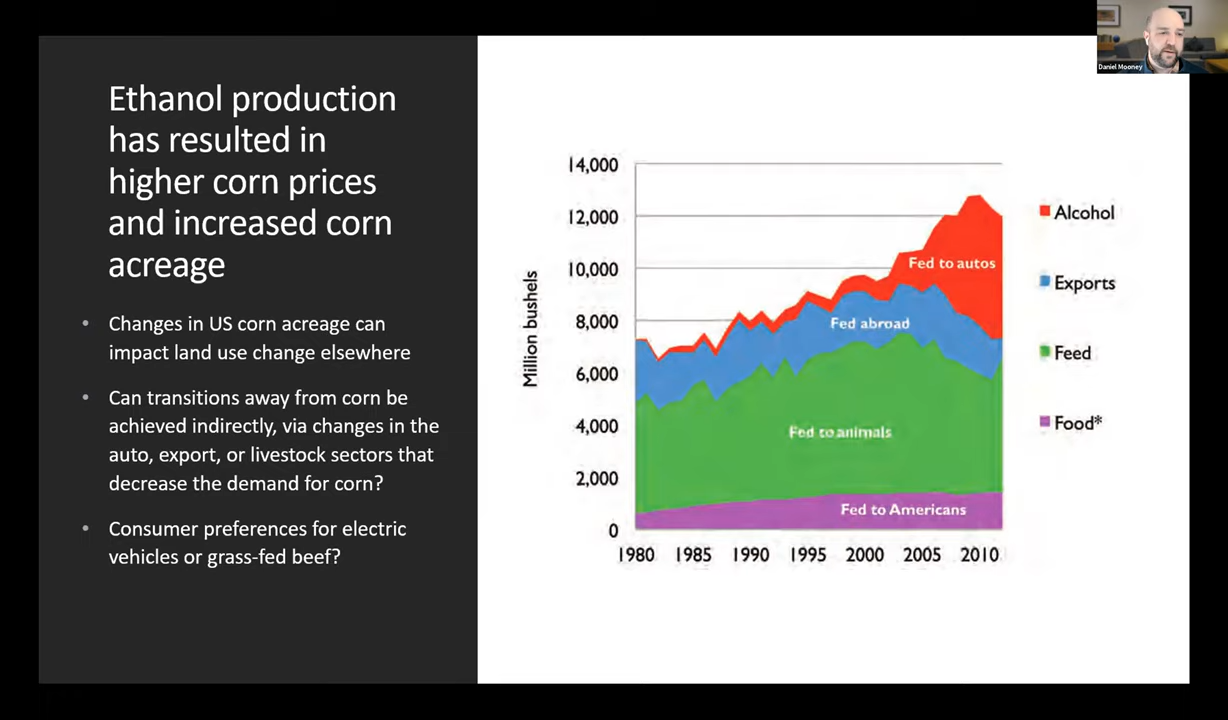 Daniel Mooney
Ethanol production
has resulted in
higher corn prices
and increased corn
acreage
• Changes in US corn acreage can
impact land use change elsewhere
• Can transitions away from corn be
achieved indirectly, via changes in the
auto, export, or livestock sectors that
decrease the demand for corn?
• Consumer preferences for electric
vehicles or grass-fed beef?
Million bushels
14,000
12,000
10,000
8,000
6,000
4,000
2,000
0
Fed to autos
Fed abroad
Fed to animals
Fed to Americans
1980 1985 1990 1995 2000 2005 2010
Alcohol
Exports
Feed
Food*